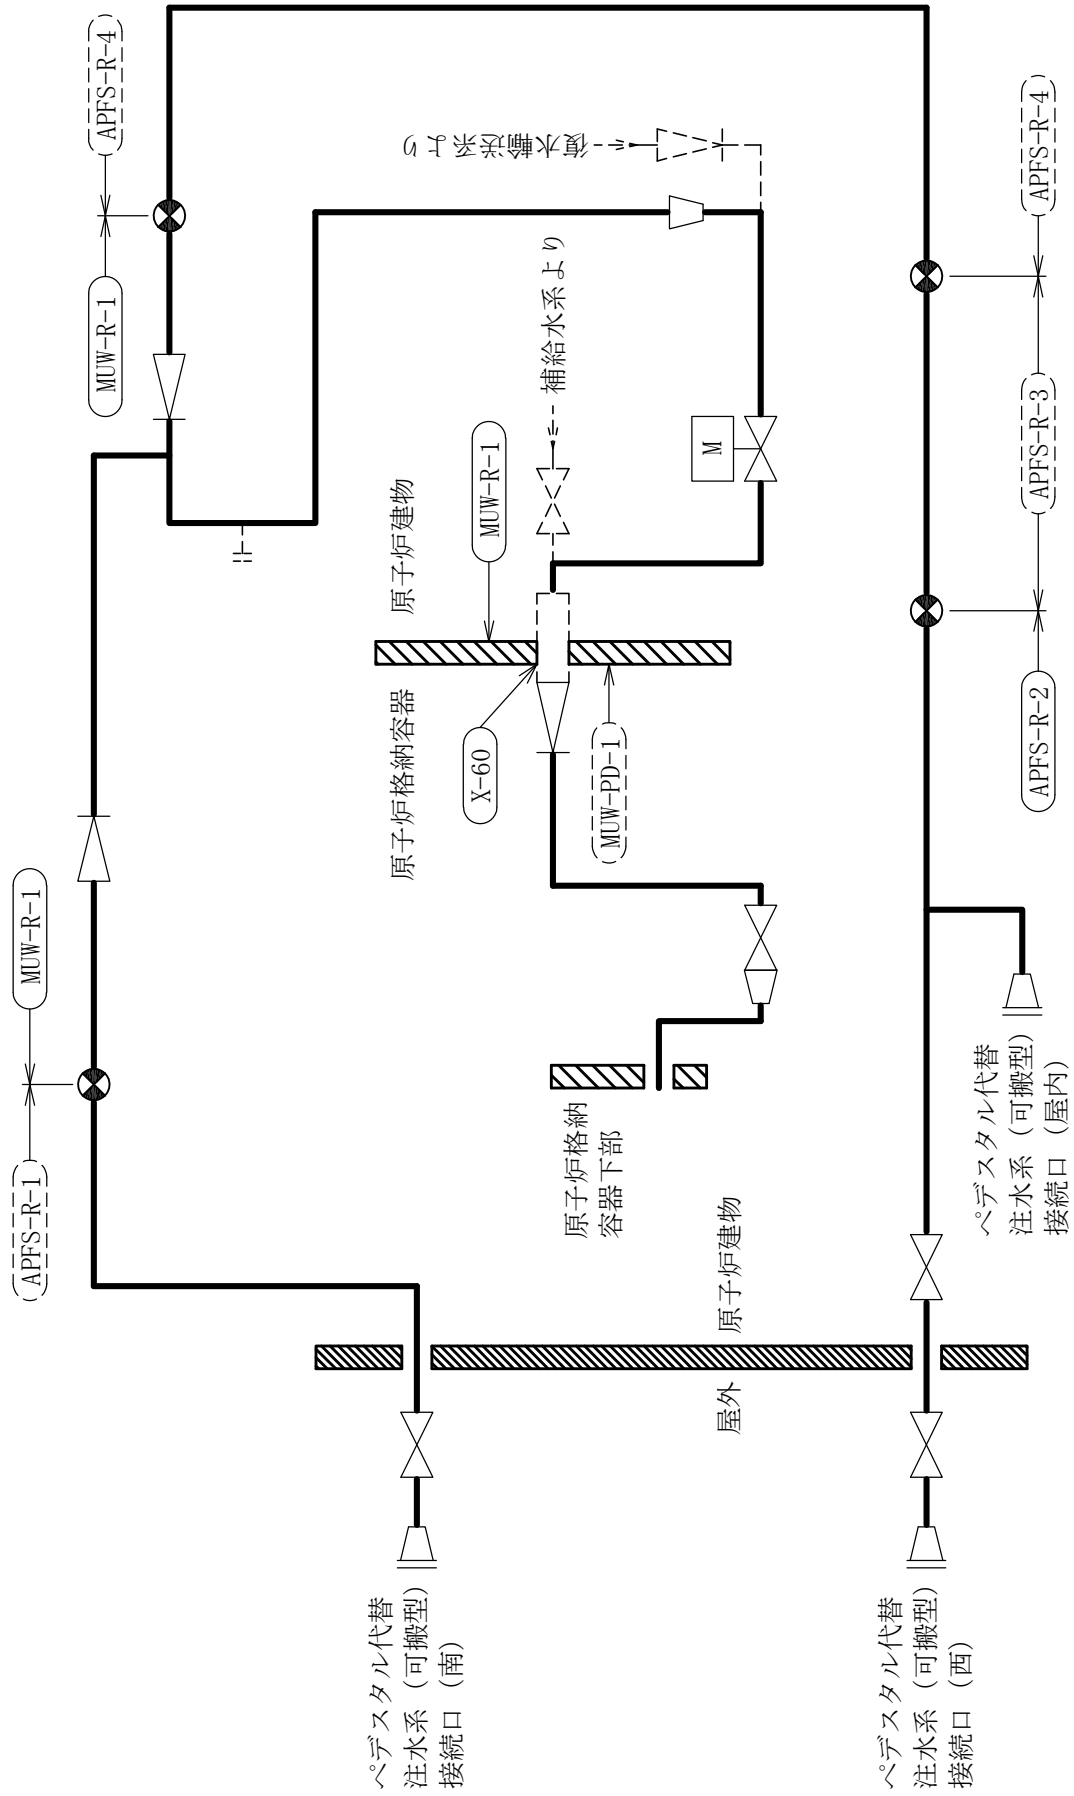 APFS-R-1
MUW-R-1
MUW-R-1
APFS-R-4
ペデスタル代替
注水系（可搬型）
接続口（南）
原子炉格納容器
原子炉建物
X-60
MUW-R-1
補給水系より
復水輸送系より
MUW-PD-1
M
原子炉格納
容器下部
屋外
原子炉建物
ペデスタル代替
注水系（可搬型）
接続口（西）
ペデスタル代替
注水系（可搬型）
接続口（屋内）
APFS-R-2
APFS-R-3
APFS-R-4